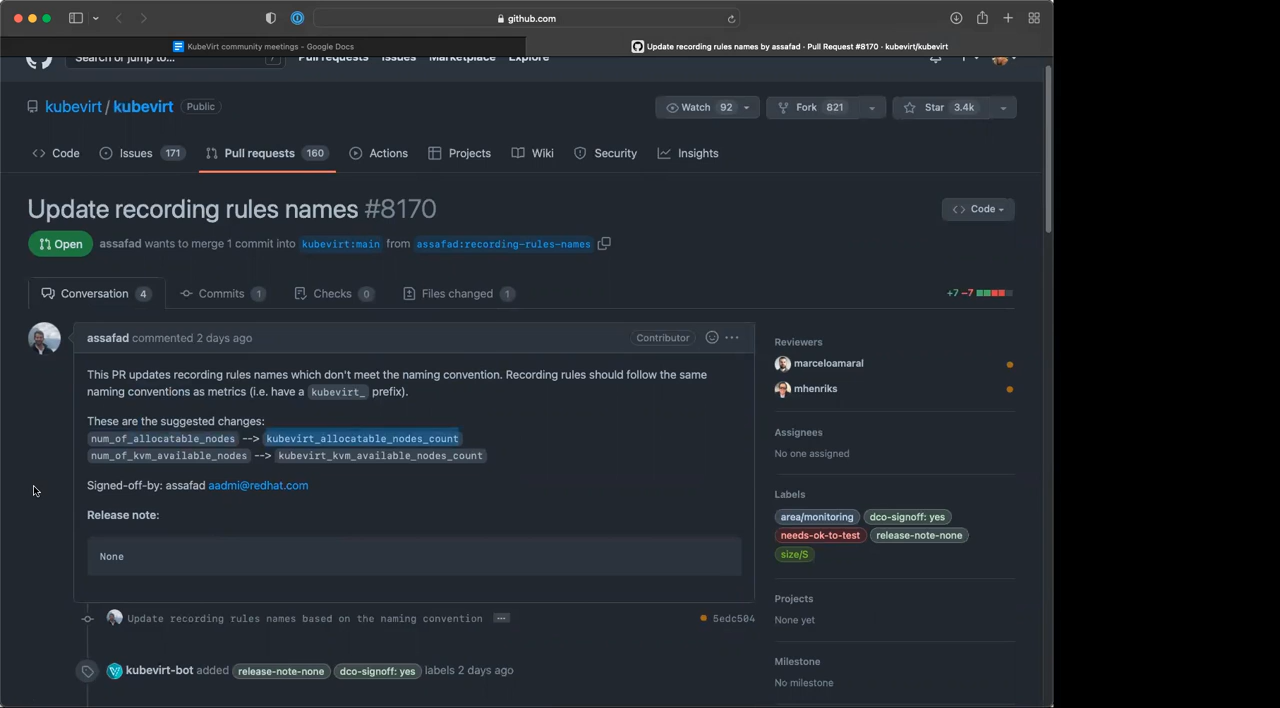 github.com
KubeVirt community meetings - Google Docs
Update recording rules names by assafad · Pull Request #8170 · kubevirt/kubevirt
Search or jump to...
/
Pull requests
Issues
Marketplace
Explore
kubevirt / kubevirt Public
Watch 92
Fork 821
Star 3.4k
Code
Issues 171
Pull requests 160
Actions
Projects
Wiki
Security
Insights
Update recording rules names #8170
<> Code
Open
assafad wants to merge 1 commit into kubevirt:main from assafad:recording-rules-names
Conversation 4
Commits 1
Checks 0
Files changed 1
+7 −7
assafad commented 2 days ago
Contributor
This PR updates recording rules names which don't meet the naming convention. Recording rules should follow the same
naming conventions as metrics (i.e. have a kubevirt_ prefix).
These are the suggested changes:
num_of_allocatable_nodes --> kubevirt_allocatable_nodes_count
num_of_kvm_available_nodes --> kubevirt_kvm_available_nodes_count
Signed-off-by: assafad aadmi@redhat.com
Release note:
None
Update recording rules names based on the naming convention ...
5edc504
kubevirt-bot added release-note-none dco-signoff: yes labels 2 days ago
Reviewers
marceloamaral
mhenriks
Assignees
No one assigned
Labels
area/monitoring dco-signoff: yes
needs-ok-to-test release-note-none
size/S
Projects
None yet
Milestone
No milestone